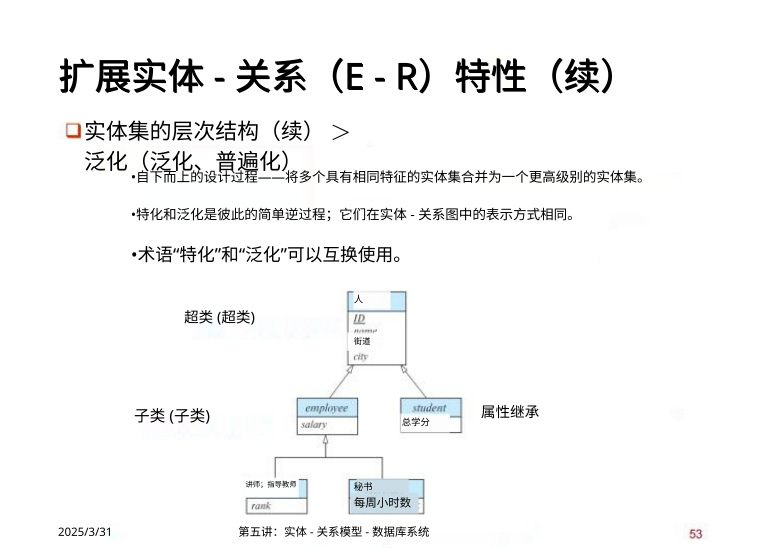 扩展实体 - 关系（E - R）特性（续）
实体集的层次结构（续） ＞
泛化（泛化、普遍化）
•自下而上的设计过程——将多个具有相同特征的实体集合并为一个更高级别的实体集。
•特化和泛化是彼此的简单逆过程；它们在实体 - 关系图中的表示方式相同。
•术语“特化”和“泛化”可以互换使用。
人
超类 (超类)
ID
name
街道
city
子类 (子类)
employee
student
属性继承
salary
总学分
讲师；指导教师
秘书
rank
每周小时数
2025/3/31
第五讲：实体 - 关系模型 - 数据库系统
53